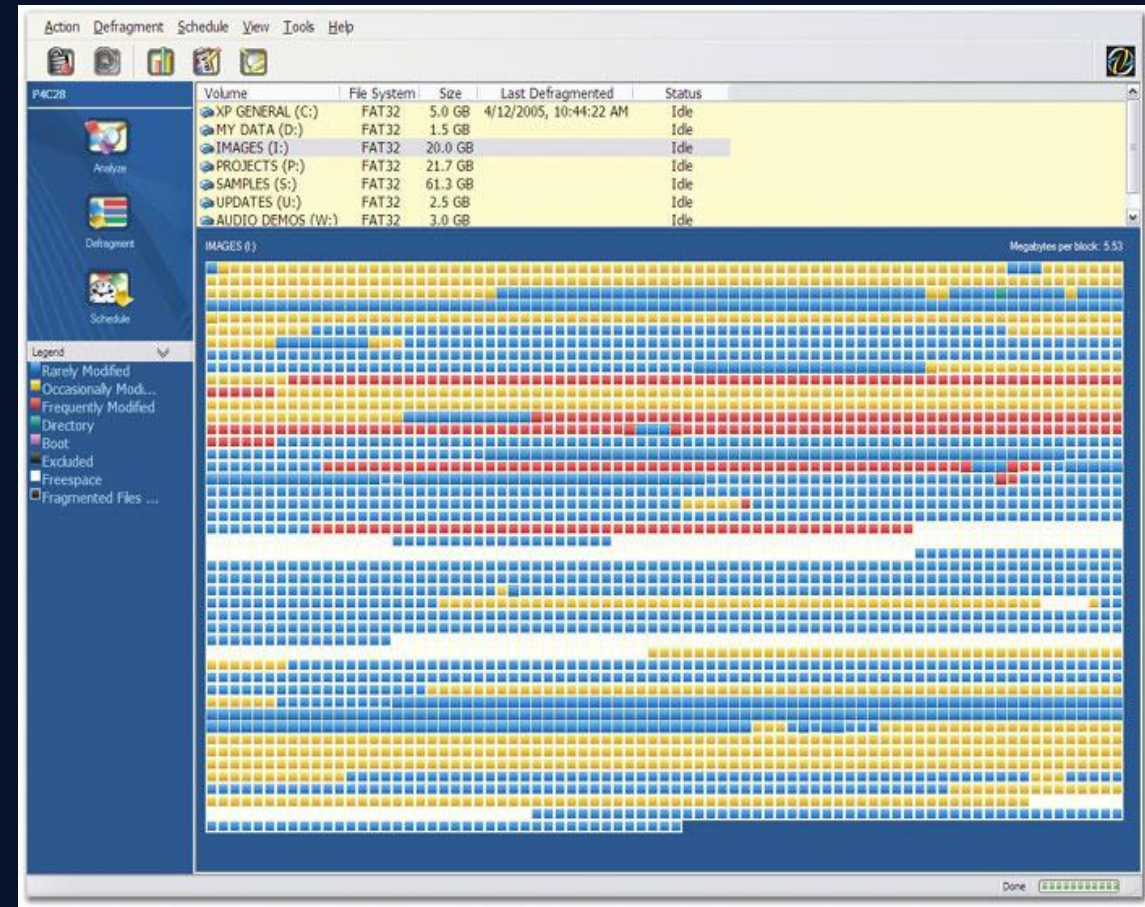 Action Defragment Schedule View Tools Help
P4C28
Analyze
Defragment
Schedule
Legend
Rarely Modified
Occasionally Modi...
Frequently Modified
Directory
Boot
Excluded
Freespace
Fragmented Files ...
Volume File System Size Last Defragmented Status
XP GENERAL (C:) FAT32 5.0 GB 4/12/2005, 10:44:22 AM Idle
MY DATA (D:) FAT32 1.5 GB Idle
IMAGES (I:) FAT32 20.0 GB Idle
PROJECTS (P:) FAT32 21.7 GB Idle
SAMPLES (S:) FAT32 61.3 GB Idle
UPDATES (U:) FAT32 2.5 GB Idle
AUDIO DEMOS (W:) FAT32 3.0 GB Idle
IMAGES (I:) Megabytes per block: 5.53
Done